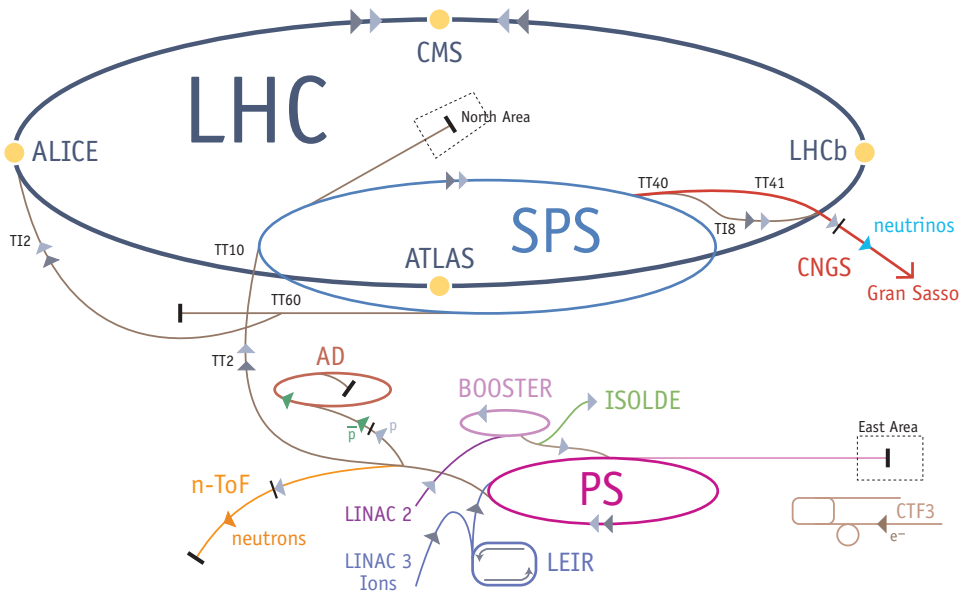 CMS
LHC
North Area
ALICE
LHCb
TT40
TT41
SPS
TI8
neutrinos
TI2
TT10
ATLAS
CNGS
Gran Sasso
TT60
TT2
AD
BOOSTER
ISOLDE
p
p
East Area
n-ToF
PS
LINAC 2
neutrons
CTF3
e–
LINAC 3
Ions
LEIR